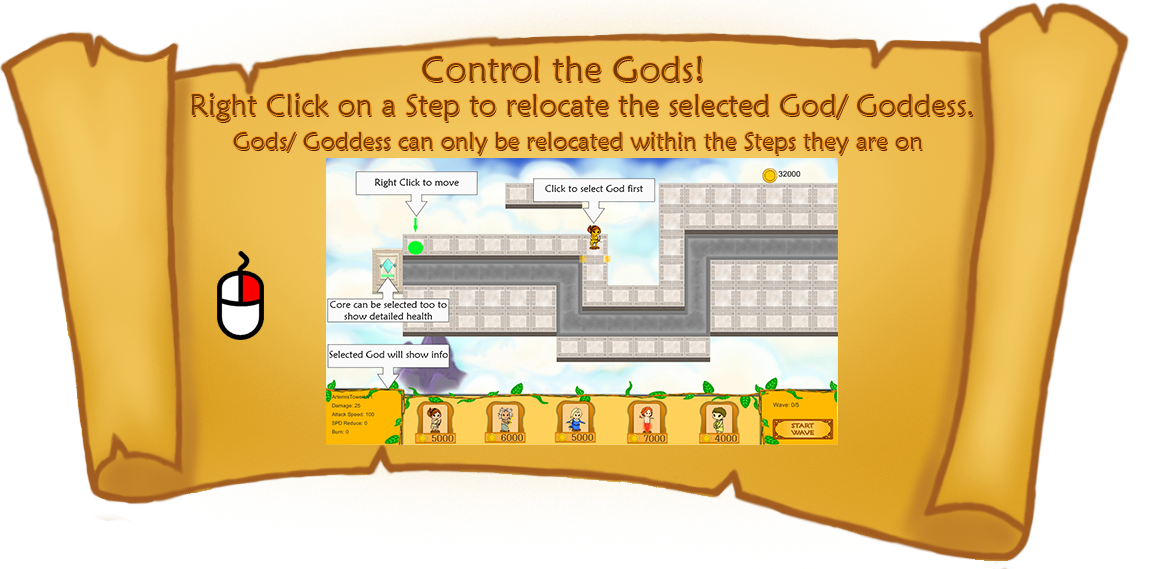 Control the Gods!
Right Click on a Step to relocate the selected God/ Goddess.
Gods/ Goddess can only be relocated within the Steps they are on
32000
Right Click to move
Click to select God first
Core can be selected too to
show detailed health
Selected God will show info
Damage: 25
Attack Speed: 100
SPD Reduce: 0
Burn: 0
5000
6000
5000
7000
4000
Wave: 0/5
START
WAVE